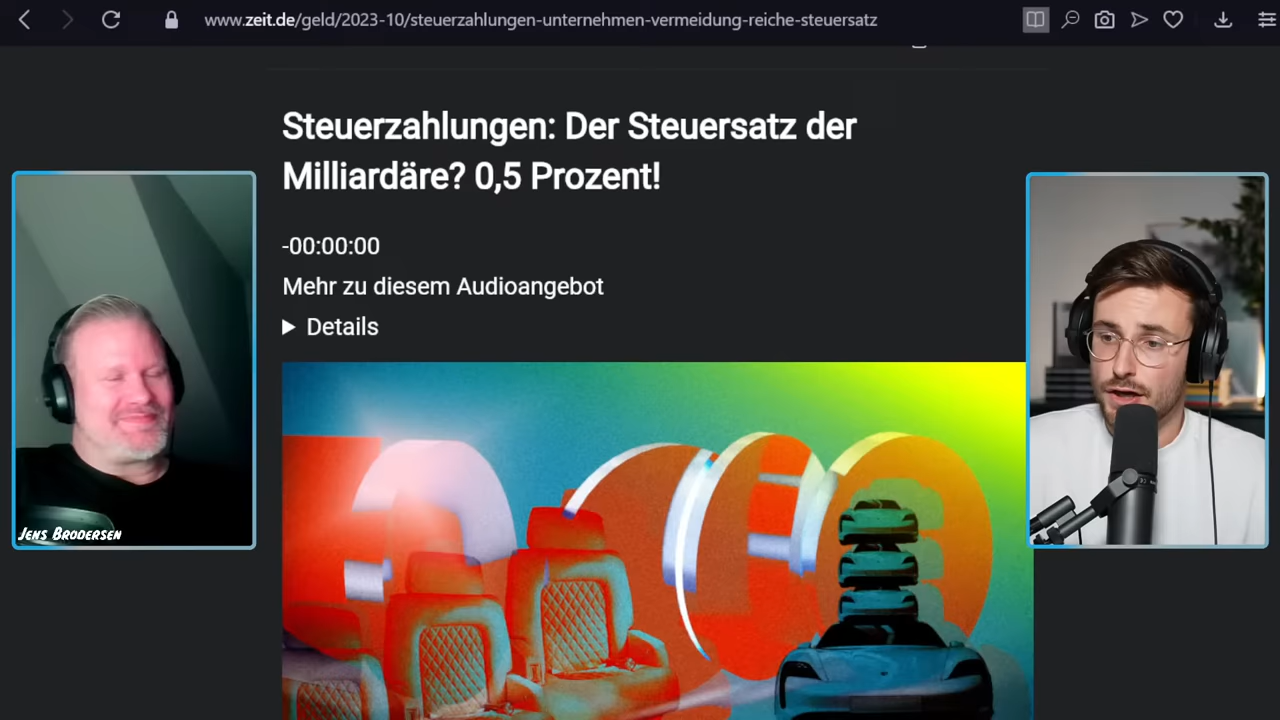 www.zeit.de/geld/2023-10/steuerzahlungen-unternehmen-vermeidung-reiche-steuersatz
Steuerzahlungen: Der Steuersatz der
Milliardäre? 0,5 Prozent!
-00:00:00
Mehr zu diesem Audioangebot
Details
Jens Brodersen